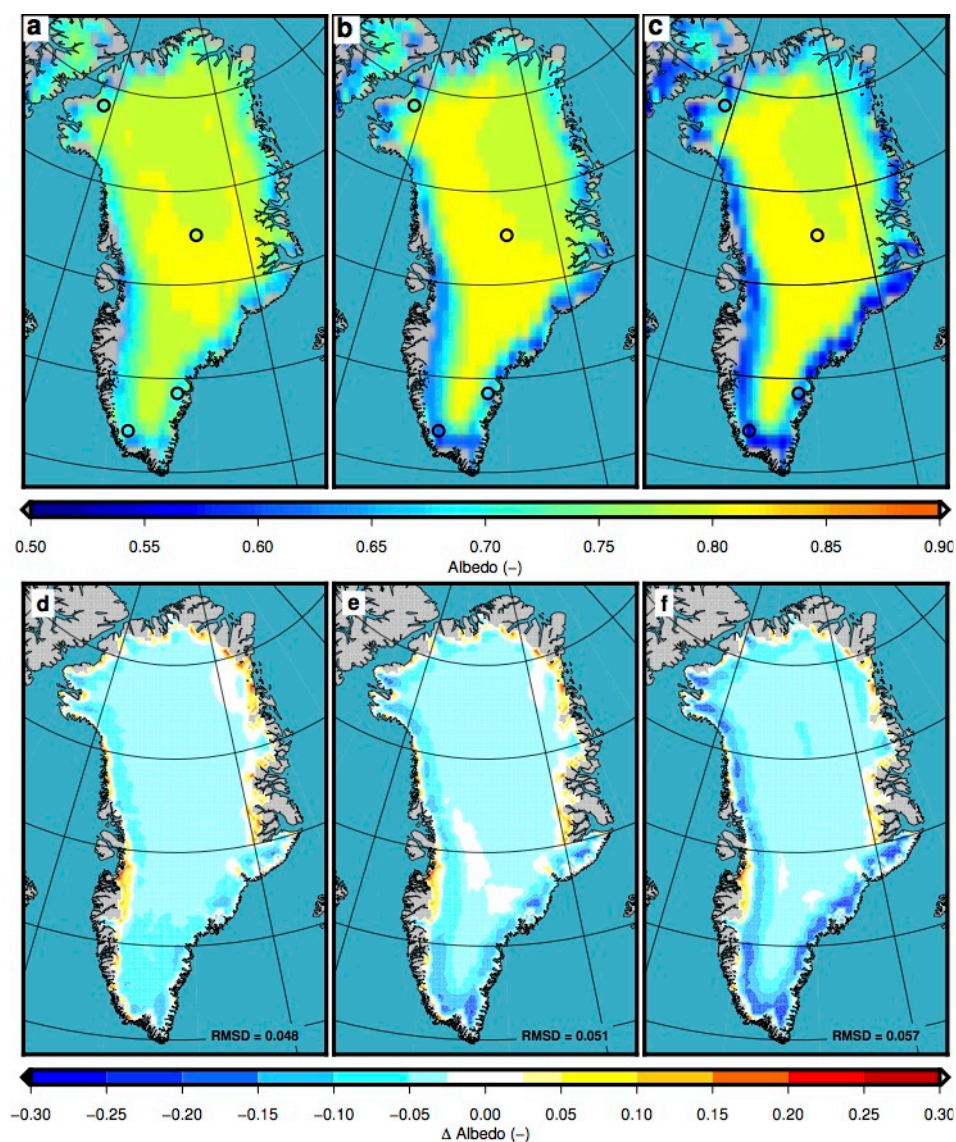 a b c
0.50 0.55 0.60 0.65 0.70 0.75 0.80 0.85 0.90
Albedo (−)
d e f
RMSD = 0.048 RMSD = 0.051 RMSD = 0.057
−0.30 −0.25 −0.20 −0.15 −0.10 −0.05 0.00 0.05 0.10 0.15 0.20 0.25 0.30
Δ Albedo (−)